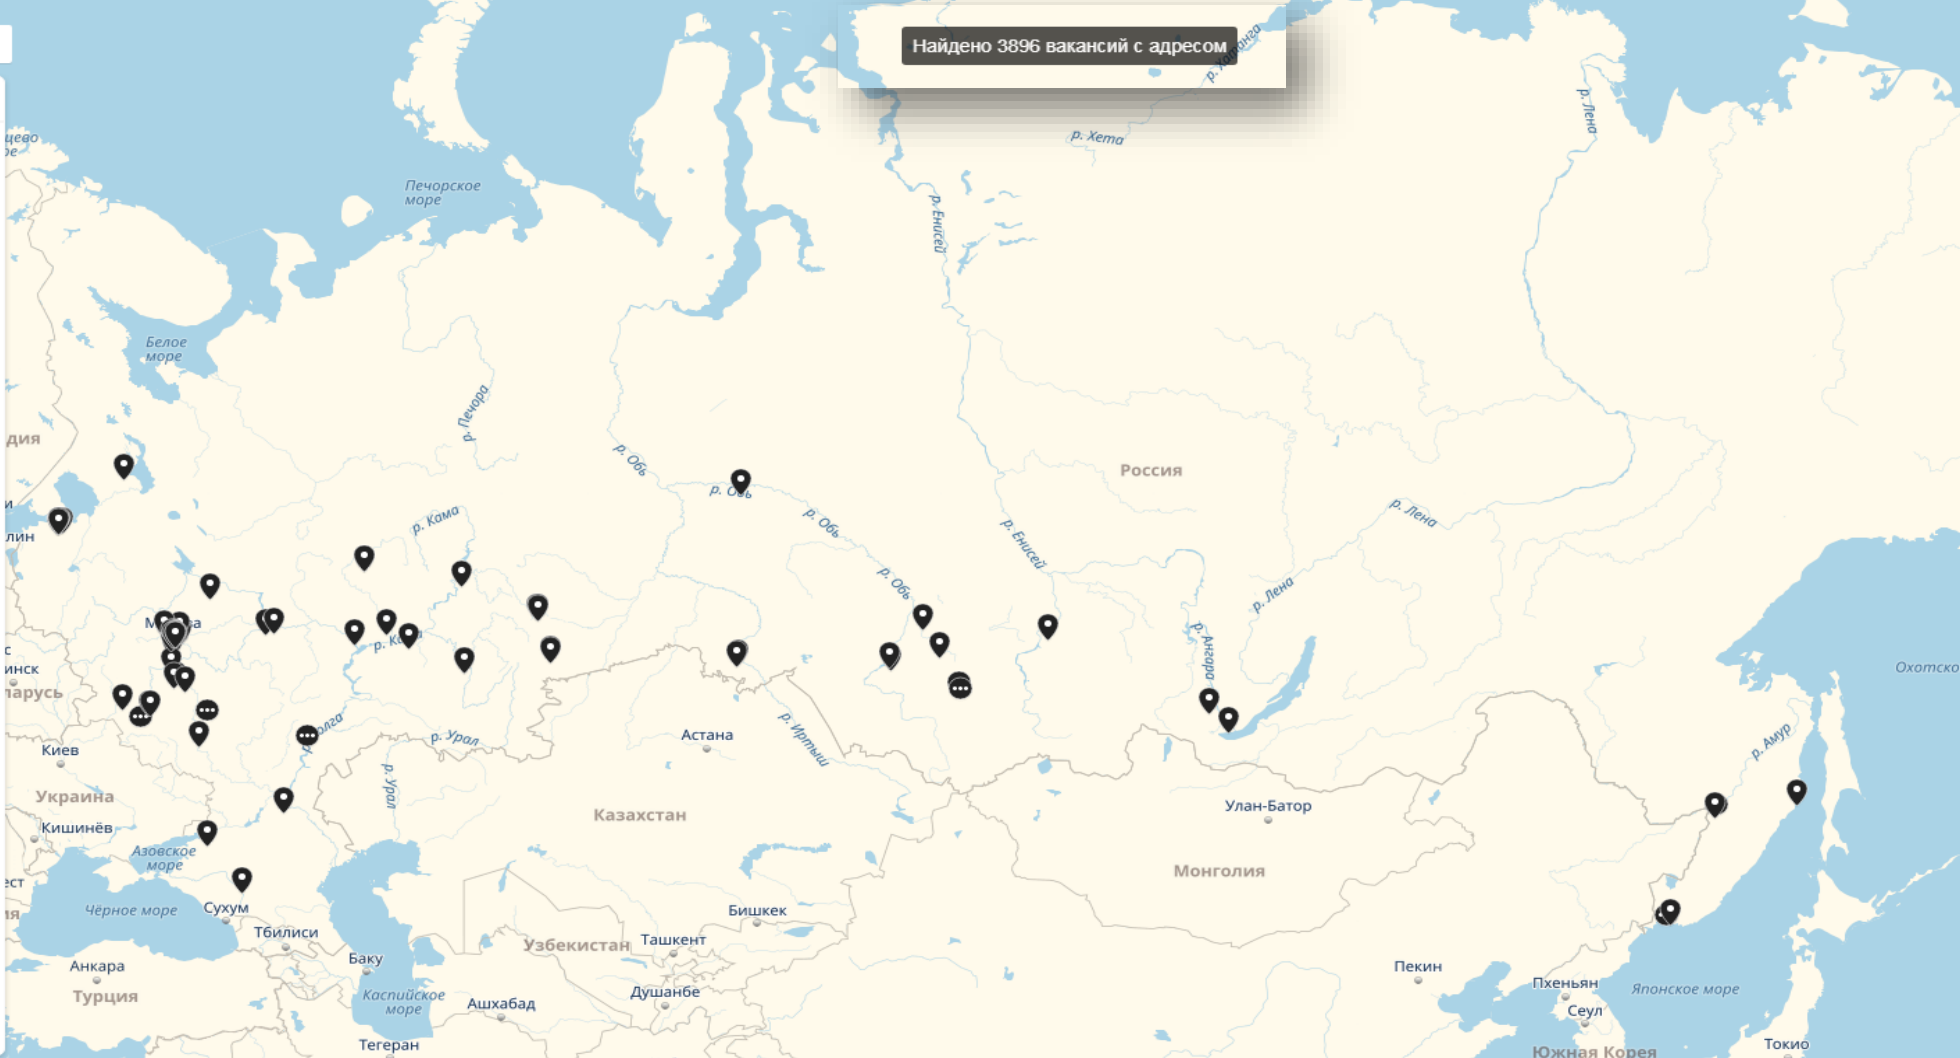 Найдено 3896 вакансий с адресом
р. Хатанга
р. Хета
р. Лена
Печорское
море
р. Енисей
Белое
море
р. Печора
р. Обь
Россия
р. Обь
р. Обь
р. Кама
р. Енисей
р. Лена
р. Обь
р. Лена
р. Ангара
р. Урал
р. Урал
Астана
р. Иртыш
р. Амур
Киев
Украина
Казахстан
Улан-Батор
Кишинёв
Азовское
море
Монголия
Чёрное море
Сухум
Бишкек
Тбилиси
Узбекистан
Ташкент
Баку
Анкара
Турция
Каспийское
море
Ашхабад
Душанбе
Пекин
Пхеньян
Японское море
Сеул
Тегеран
Южная Корея
Токио